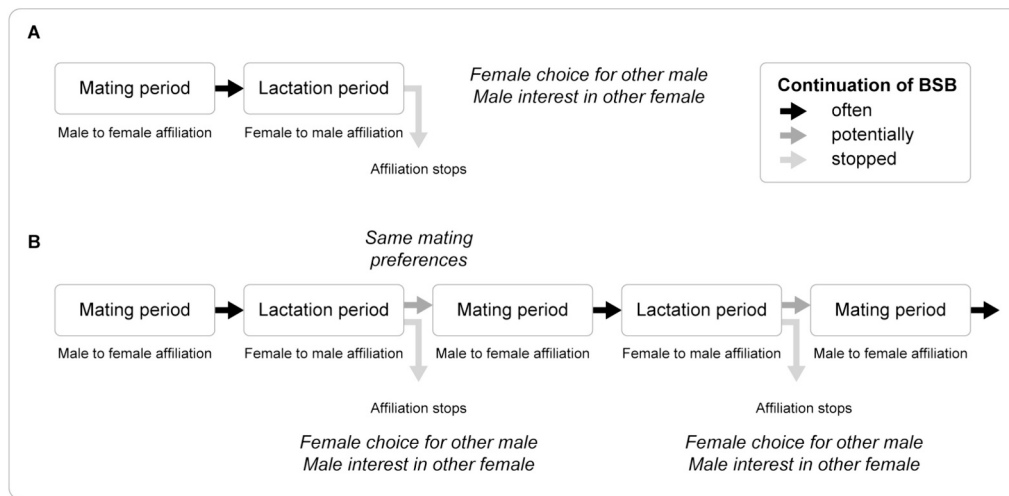 A
Mating period
Lactation period
Female choice for other male
Male interest in other female
Male to female affiliation
Female to male affiliation
Affiliation stops
Continuation of BSB
often
potentially
stopped
B
Same mating
preferences
Mating period
Lactation period
Mating period
Lactation period
Mating period
Male to female affiliation
Female to male affiliation
Male to female affiliation
Female to male affiliation
Male to female affiliation
Affiliation stops
Affiliation stops
Female choice for other male
Male interest in other female
Female choice for other male
Male interest in other female